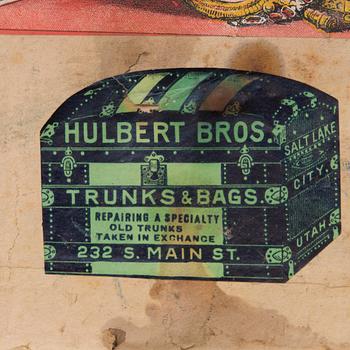 HULBERT BROS.
TRUNKS & BAGS.
REPAIRING A SPECIALTY
OLD TRUNKS
TAKEN IN EXCHANGE
232 S. MAIN ST.
SALT LAKE
CITY,
UTAH.